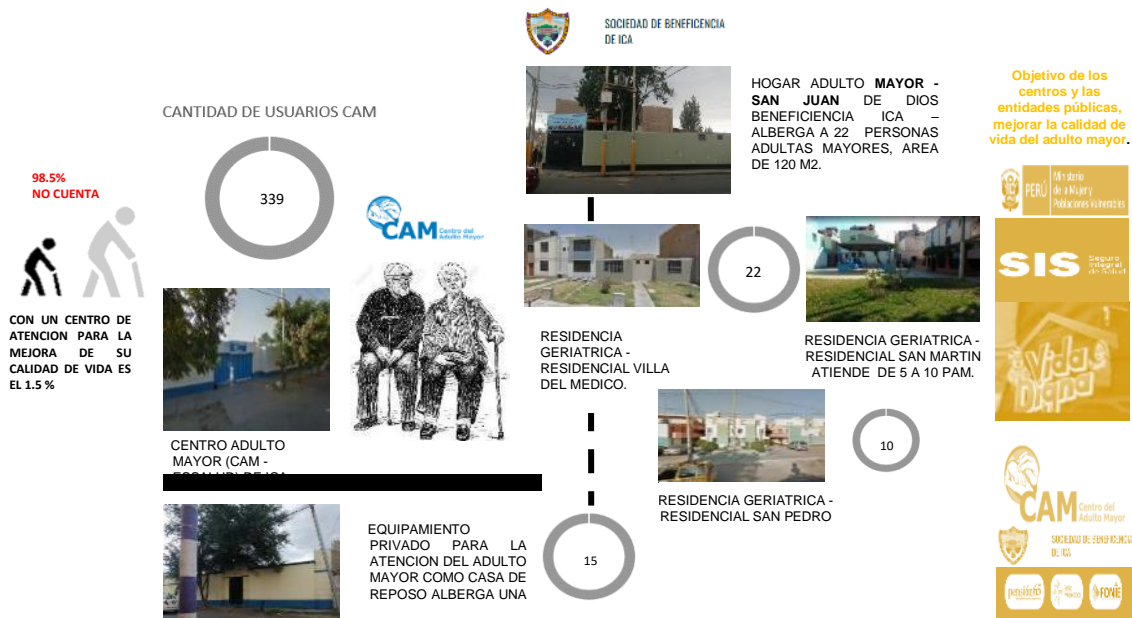 SOCIEDAD DE BENEFICENCIA
DE ICA
CANTIDAD DE USUARIOS CAM
339
98.5%
NO CUENTA
CON UN CENTRO DE
ATENCION PARA LA
MEJORA DE SU
CALIDAD DE VIDA ES
EL 1.5 %
CAM Centro del
Adulto Mayor
CENTRO ADULTO
MAYOR (CAM -
HOGAR ADULTO MAYOR -
SAN JUAN DE DIOS
BENEFICIENCIA ICA –
ALBERGA A 22 PERSONAS
ADULTAS MAYORES, AREA
DE 120 M2.
22
RESIDENCIA
GERIATRICA -
RESIDENCIAL VILLA
DEL MEDICO.
RESIDENCIA GERIATRICA -
RESIDENCIAL SAN MARTIN
ATIENDE DE 5 A 10 PAM.
10
RESIDENCIA GERIATRICA -
RESIDENCIAL SAN PEDRO
EQUIPAMIENTO
PRIVADO PARA LA
ATENCION DEL ADULTO
MAYOR COMO CASA DE
REPOSO ALBERGA UNA
15
Objetivo de los
centros y las
entidades públicas,
mejorar la calidad de
vida del adulto mayor.
PERÚ
Ministerio
de la Mujer y
Poblaciones Vulnerables
SIS Seguro
Integral
de Salud
Vida
Digna
CAM Centro del
Adulto Mayor
SOCIEDAD DE BENEFICENCIA
DE ICA
pensión65
FONIE